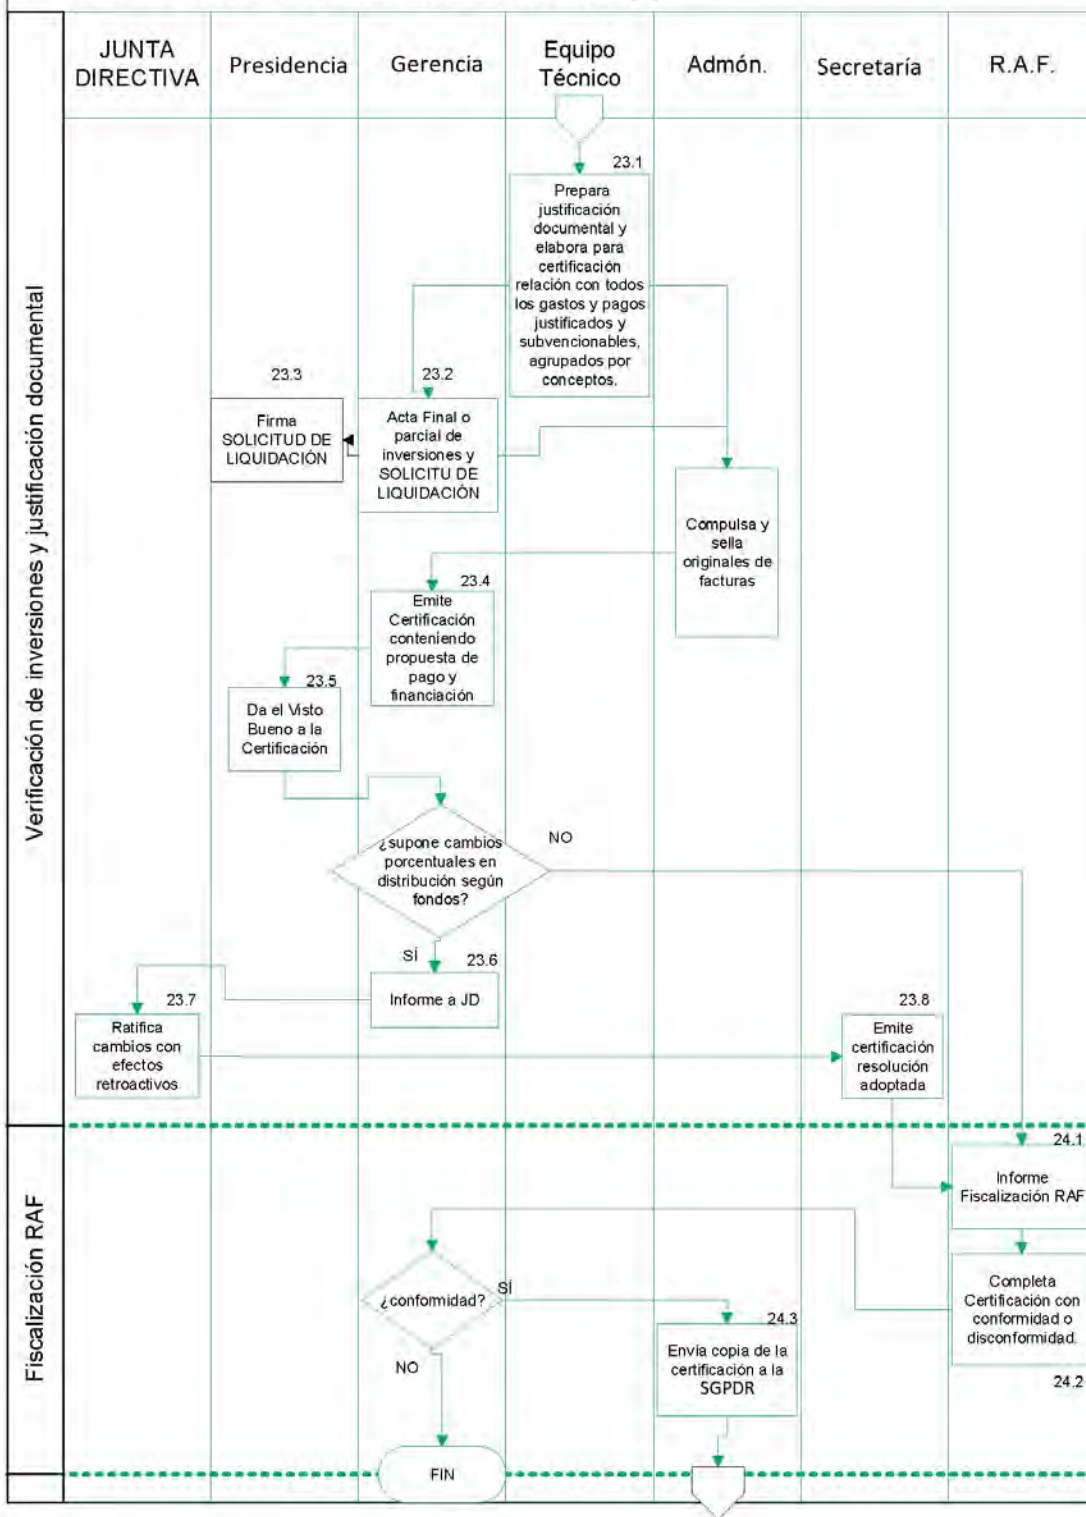 JUNTA
DIRECTIVA
Presidencia
Gerencia
Equipo
Técnico
Admón.
Secretaría
R.A.F.
Verificación de inversiones y justificación documental
23.1
Prepara
justificación
documental y
elabora para
certificación
relación con todos
los gastos y pagos
justificados y
subvencionables,
agrupados por
conceptos.
23.3
Firma
SOLICITUD DE
LIQUIDACIÓN
23.2
Acta Final o
parcial de
inversiones y
SOLICITU DE
LIQUIDACIÓN
Compulsa y
sella
originales de
facturas
23.4
Emite
Certificación
conteniendo
propuesta de
pago y
financiación
23.5
Da el Visto
Bueno a la
Certificación
¿supone cambios
porcentuales en
distribución según
fondos?
NO
SÍ
23.6
Informe a JD
23.7
Ratifica
cambios con
efectos
retroactivos
23.8
Emite
certificación
resolución
adoptada
Fiscalización RAF
24.1
Informe
Fiscalización RAF
Completa
Certificación con
conformidad o
disconformidad.
24.2
¿conformidad?
SÍ
NO
24.3
Envía copia de la
certificación a la
SGPDR
FIN